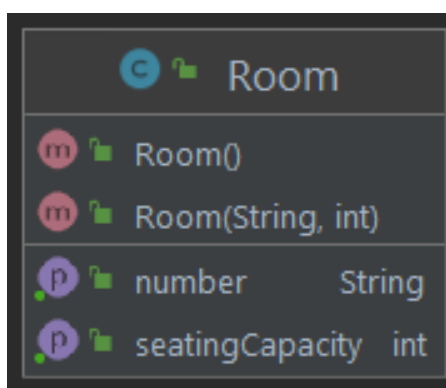 Room
Room()
Room(String, int)
number String
seatingCapacity int